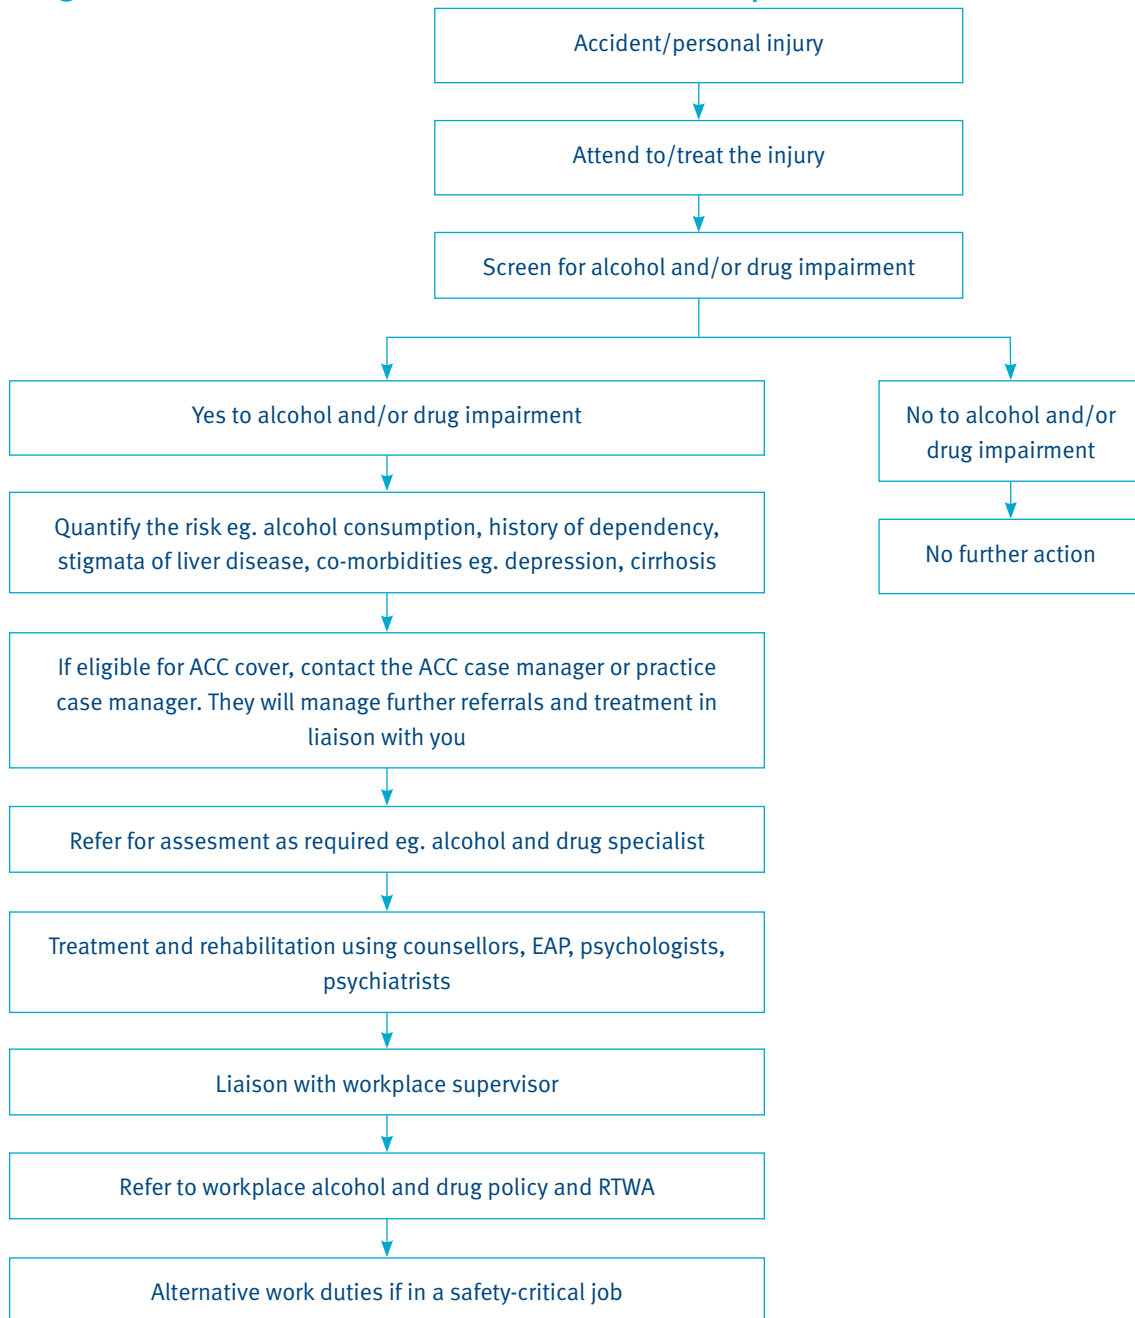 Accident/personal injury
Attend to/treat the injury
Screen for alcohol and/or drug impairment
Yes to alcohol and/or drug impairment
No to alcohol and/or
drug impairment
Quantify the risk eg. alcohol consumption, history of dependency,
stigmata of liver disease, co-morbidities eg. depression, cirrhosis
No further action
If eligible for ACC cover, contact the ACC case manager or practice
case manager. They will manage further referrals and treatment in
liaison with you
Refer for assesment as required eg. alcohol and drug specialist
Treatment and rehabilitation using counsellors, EAP, psychologists,
psychiatrists
Liaison with workplace supervisor
Refer to workplace alcohol and drug policy and RTWA
Alternative work duties if in a safety-critical job